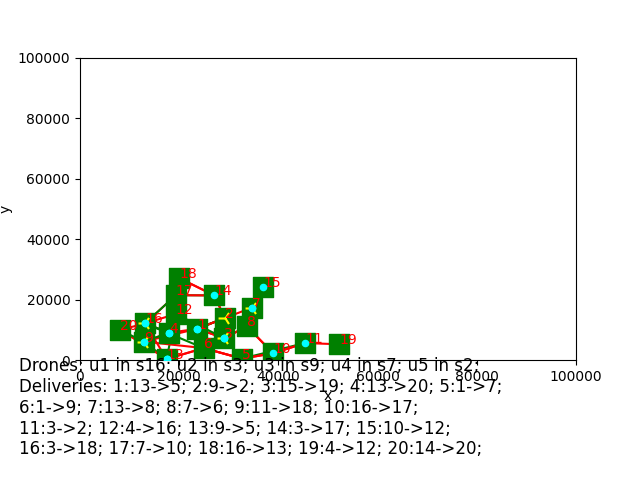 100000
80000
60000
40000
20000
0
y
20000 40000 60000 80000 100000
x
18
17
14
15
12
16
20
8
11
19
10
Drones: u1 in s16; u2 in s3; u3 in s9; u4 in s7; u5 in s2;
Deliveries: 1:13->5; 2:9->2; 3:15->19; 4:13->20; 5:1->7;
6:1->9; 7:13->8; 8:7->6; 9:11->18; 10:16->17;
11:3->2; 12:4->16; 13:9->5; 14:3->17; 15:10->12;
16:3->18; 17:7->10; 18:16->13; 19:4->12; 20:14->20;